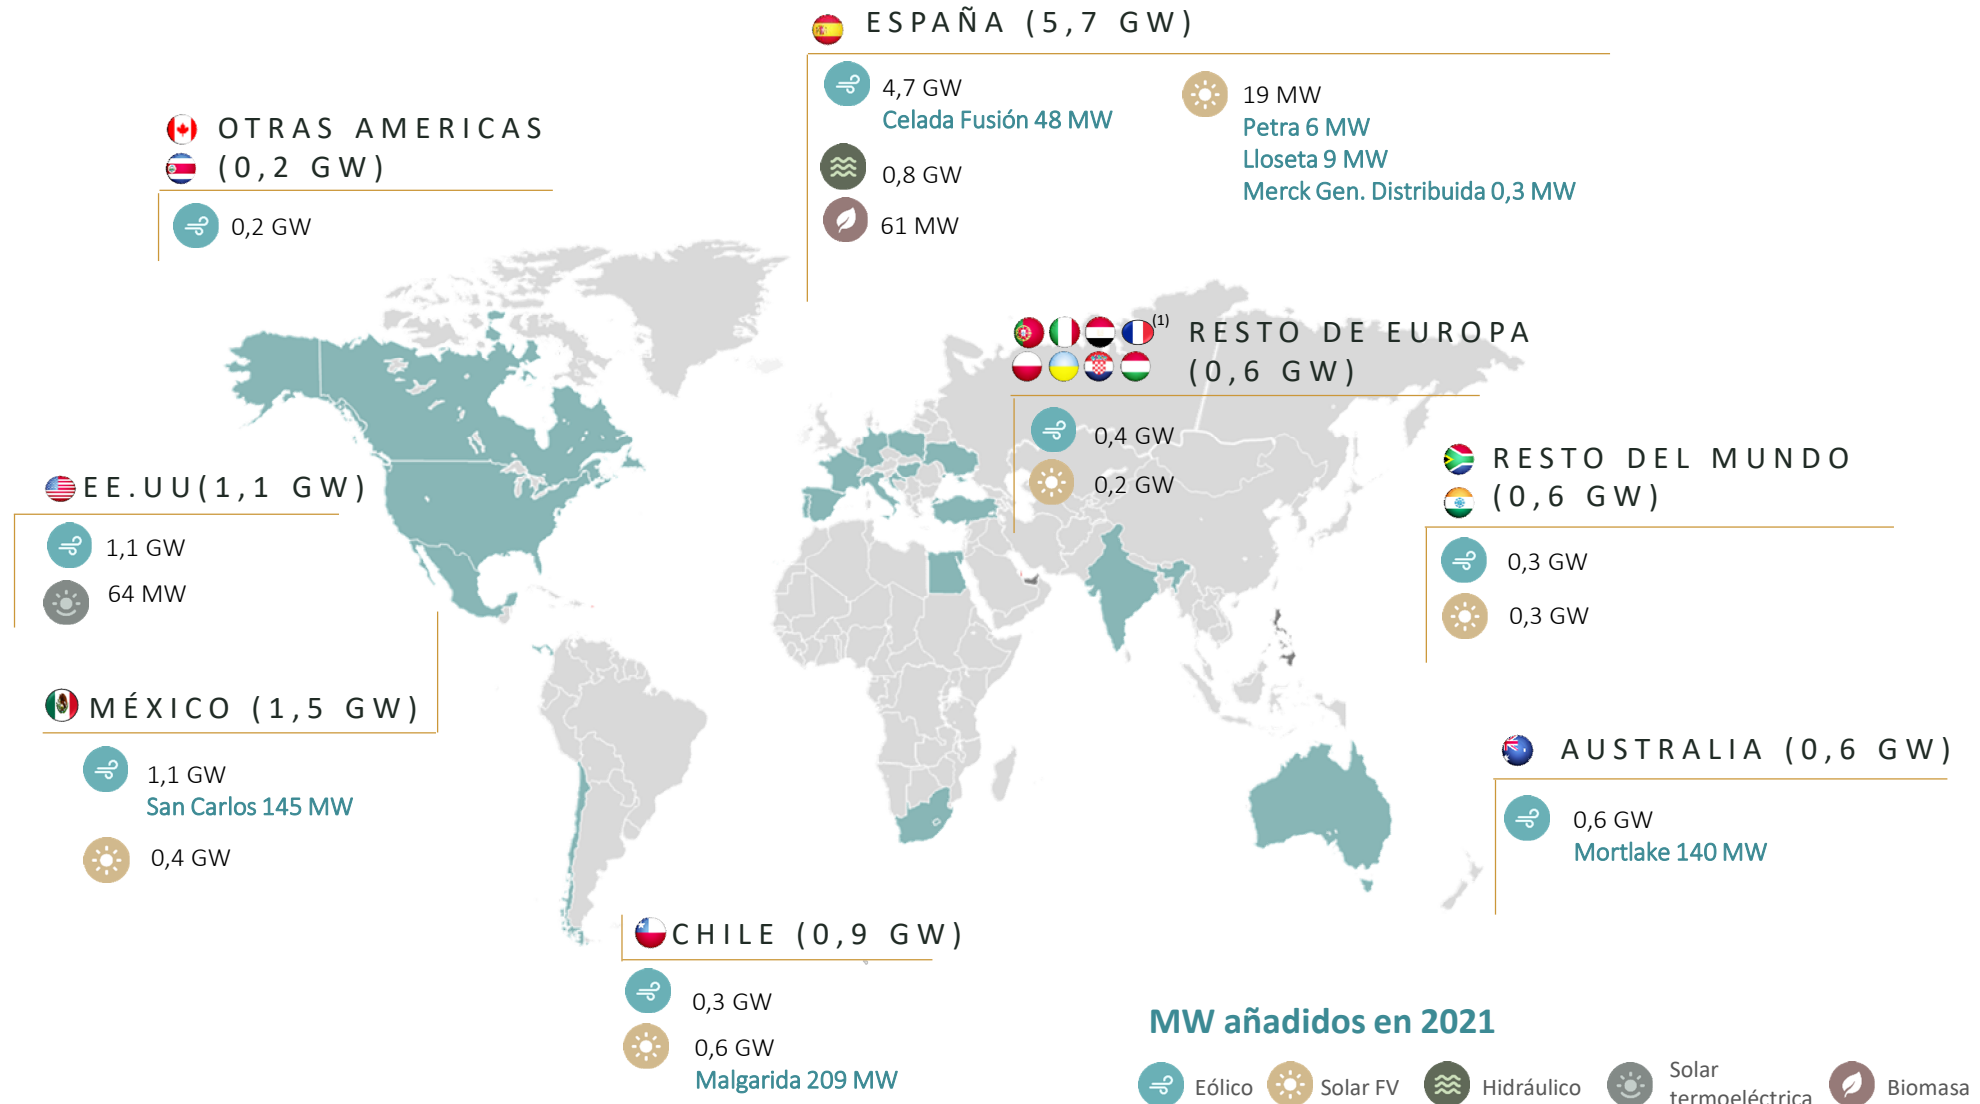 ESPAÑA (5,7 GW)
4,7 GW
Celada Fusión 48 MW
0,8 GW
61 MW
19 MW
Petra 6 MW
Lloseta 9 MW
Merck Gen. Distribuida 0,3 MW
OTRAS AMERICAS
(0,2 GW)
0,2 GW
(1)
RESTO DE EUROPA
(0,6 GW)
0,4 GW
0,2 GW
EE.UU(1,1 GW)
1,1 GW
64 MW
RESTO DEL MUNDO
(0,6 GW)
0,3 GW
0,3 GW
MÉXICO (1,5 GW)
1,1 GW
San Carlos 145 MW
0,4 GW
AUSTRALIA (0,6 GW)
0,6 GW
Mortlake 140 MW
CHILE (0,9 GW)
0,3 GW
0,6 GW
Malgarida 209 MW
MW añadidos en 2021
Eólico
Solar FV
Hidráulico
Solar
termoeléctrica
Biomasa